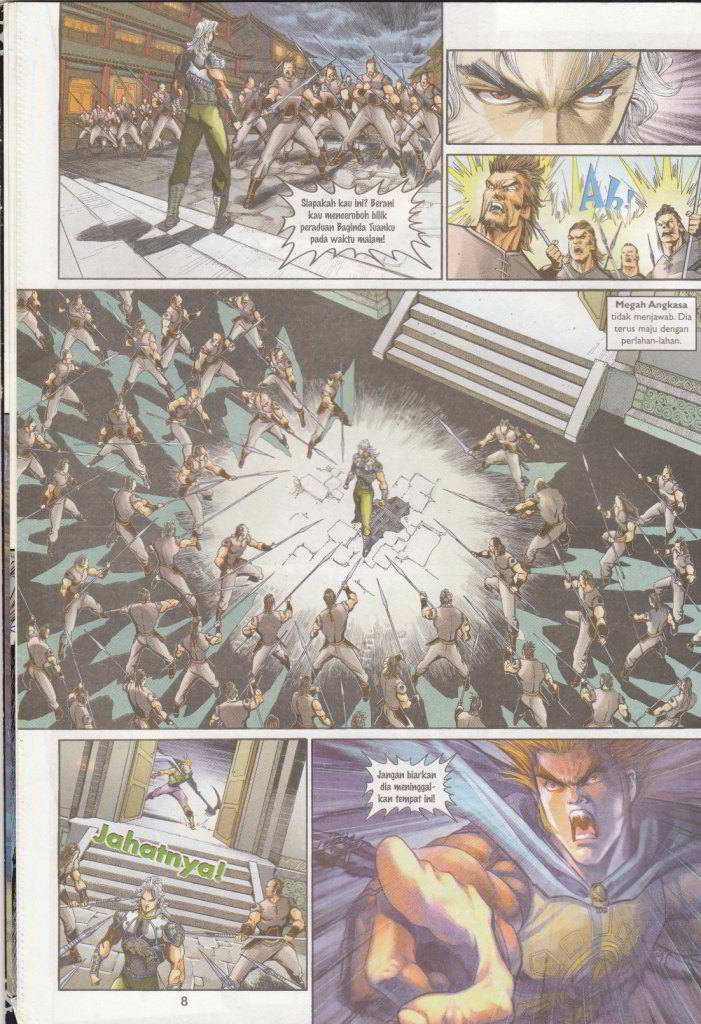 Siapakah kau ini? Berani
kau menceroboh bilik
peraduan Baginda Tuanku
pada waktu malam!
Ah!
Megah Angkasa
tidak menjawab. Dia
terus maju dengan
perlahan-lahan.
Jahatnya!
Jangan biarkan
dia meninggal-
kan tempat ini!
8